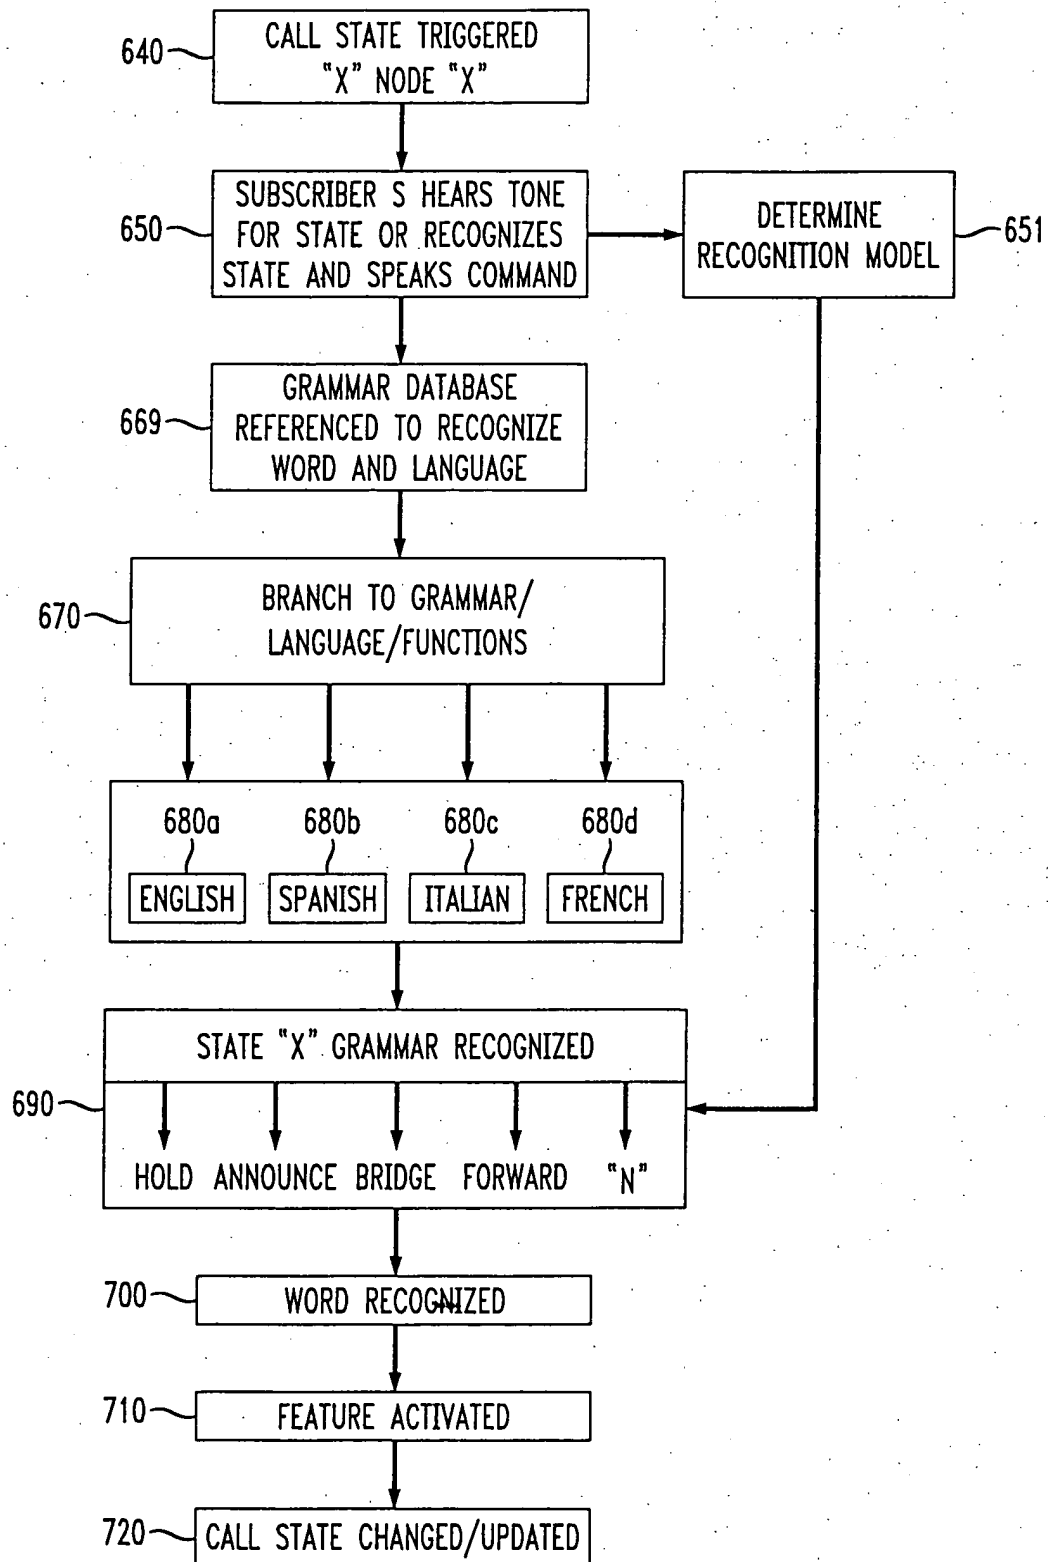 640
CALL STATE TRIGGERED
"X" NODE "X"
650
SUBSCRIBER S HEARS TONE
FOR STATE OR RECOGNIZES
STATE AND SPEAKS COMMAND
DETERMINE
RECOGNITION MODEL
651
669
GRAMMAR DATABASE
REFERENCED TO RECOGNIZE
WORD AND LANGUAGE
670
BRANCH TO GRAMMAR/
LANGUAGE/FUNCTIONS
680a 680b 680c 680d
ENGLISH SPANISH ITALIAN FRENCH
STATE "X" GRAMMAR RECOGNIZED
690
HOLD ANNOUNCE BRIDGE FORWARD "N"
700
WORD RECOGNIZED
710
FEATURE ACTIVATED
720
CALL STATE CHANGED/UPDATED